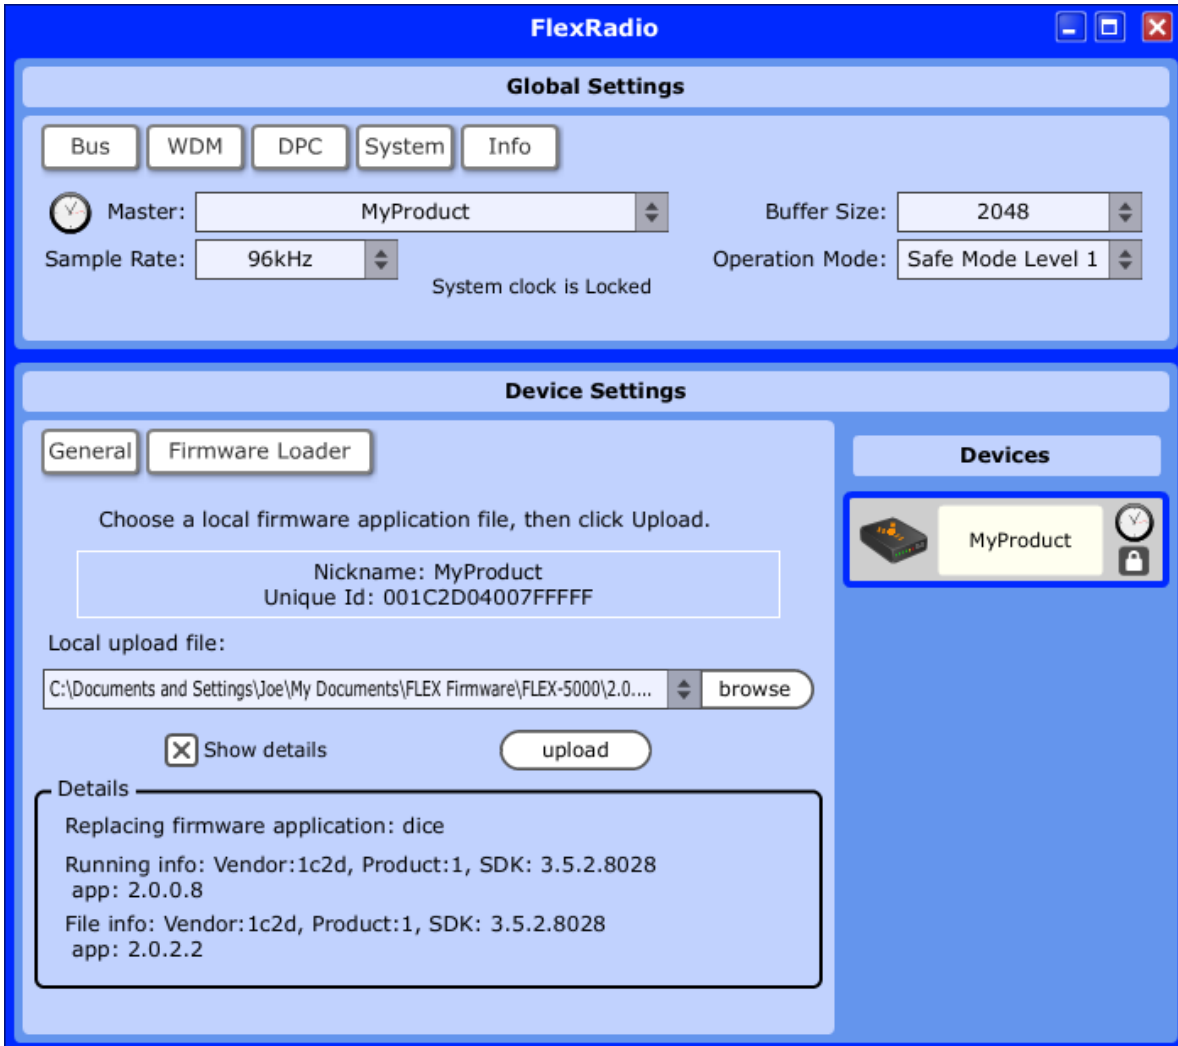 FlexRadio
Global Settings
Bus WDM DPC System Info
Master: MyProduct Buffer Size: 2048
Sample Rate: 96kHz Operation Mode: Safe Mode Level 1
System clock is Locked
Device Settings
General Firmware Loader
Devices
Choose a local firmware application file, then click Upload.
MyProduct
Nickname: MyProduct
Unique Id: 001C2D04007FFFFF
Local upload file:
C:\Documents and Settings\Joe\My Documents\FLEX Firmware\FLEX-5000\2.0.... browse
Show details upload
Details
Replacing firmware application: dice
Running info: Vendor:1c2d, Product:1, SDK: 3.5.2.8028
app: 2.0.0.8
File info: Vendor:1c2d, Product:1, SDK: 3.5.2.8028
app: 2.0.2.2